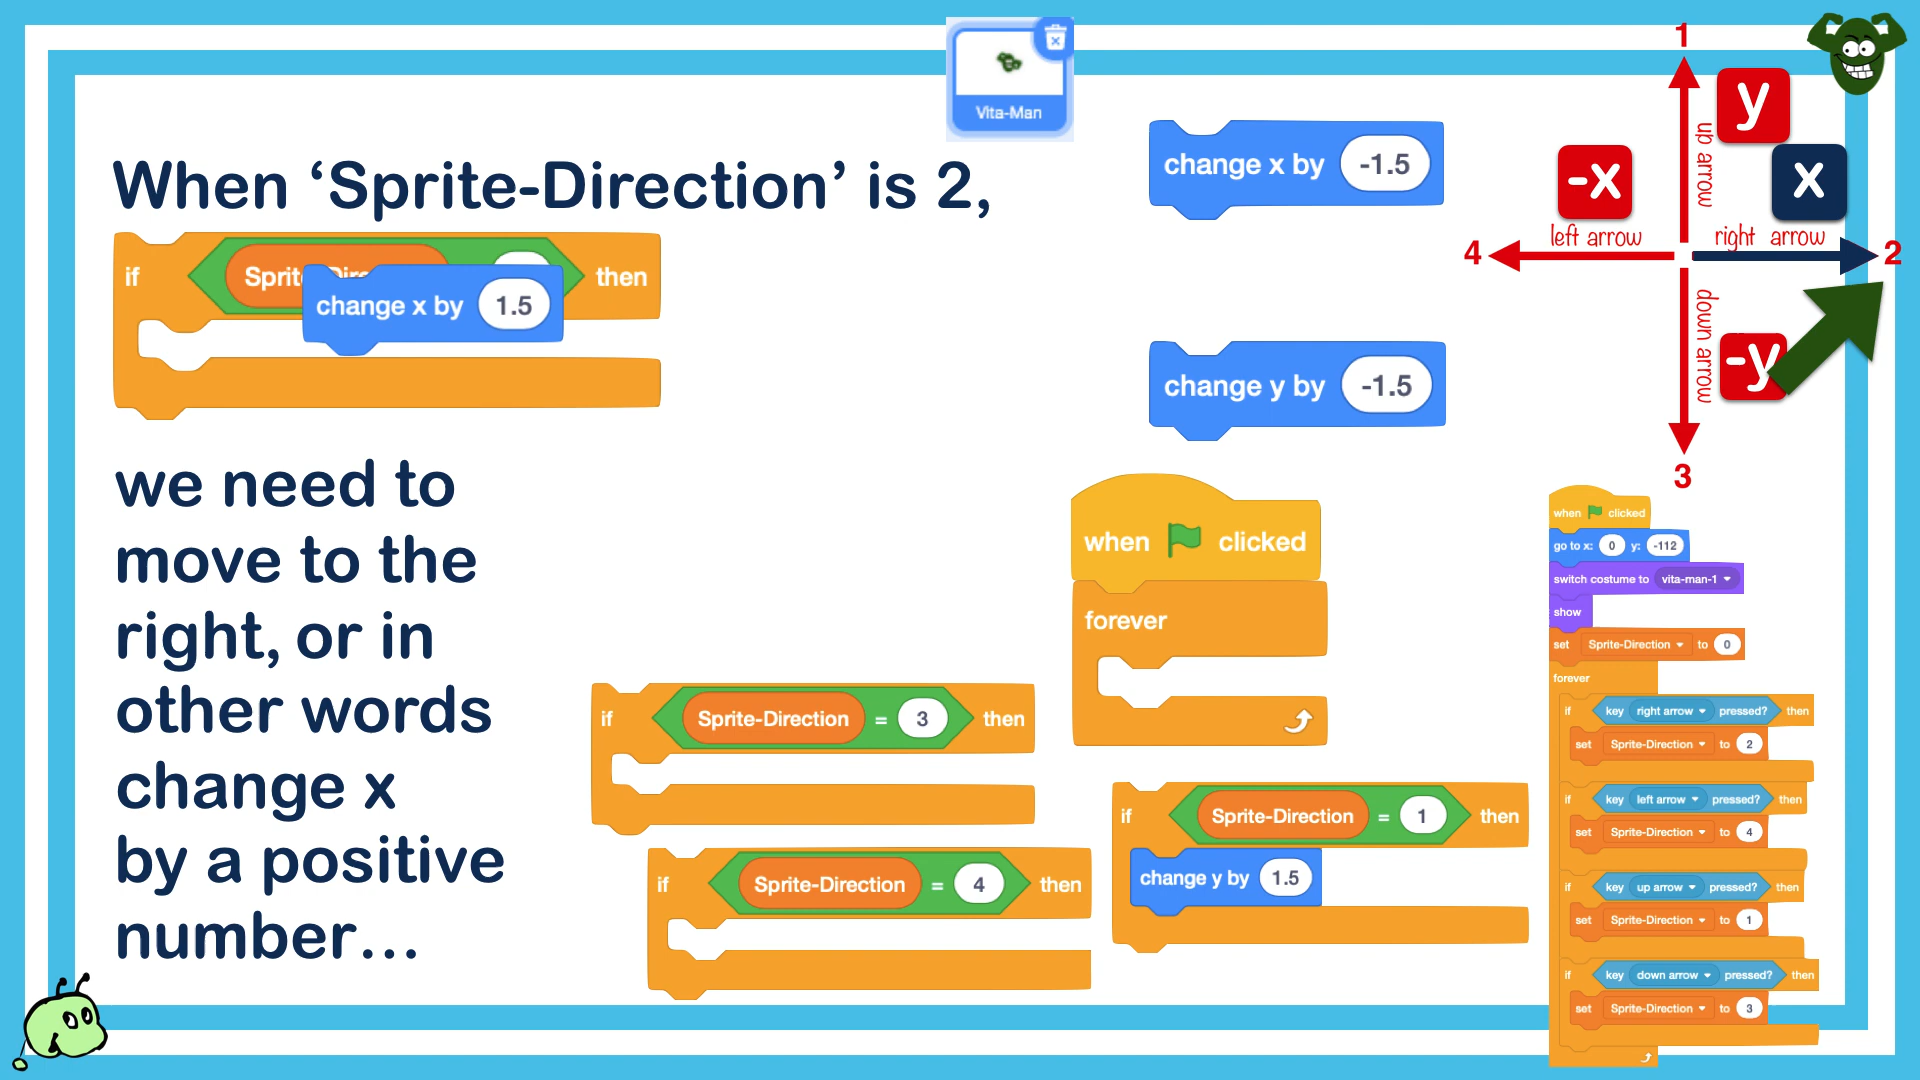 Vita-Man
When ‘Sprite-Direction’ is 2,
if then
change x by 1.5
we need to
move to the
right, or in
other words
change x
by a positive
number...
change x by -1.5
change y by -1.5
when clicked
forever
if Sprite-Direction = 3 then
if Sprite-Direction = 4 then
if Sprite-Direction = 1 then
change y by 1.5
1
y
up arrow
-x
x
left arrow
right arrow
4
2
down arrow
-y
3
when clicked
go to x: 0 y: -112
switch costume to vita-man-1
show
set Sprite-Direction to 0
forever
if key right arrow pressed? then
set Sprite-Direction to 2
if key left arrow pressed? then
set Sprite-Direction to 4
if key up arrow pressed? then
set Sprite-Direction to 1
if key down arrow pressed? then
set Sprite-Direction to 3